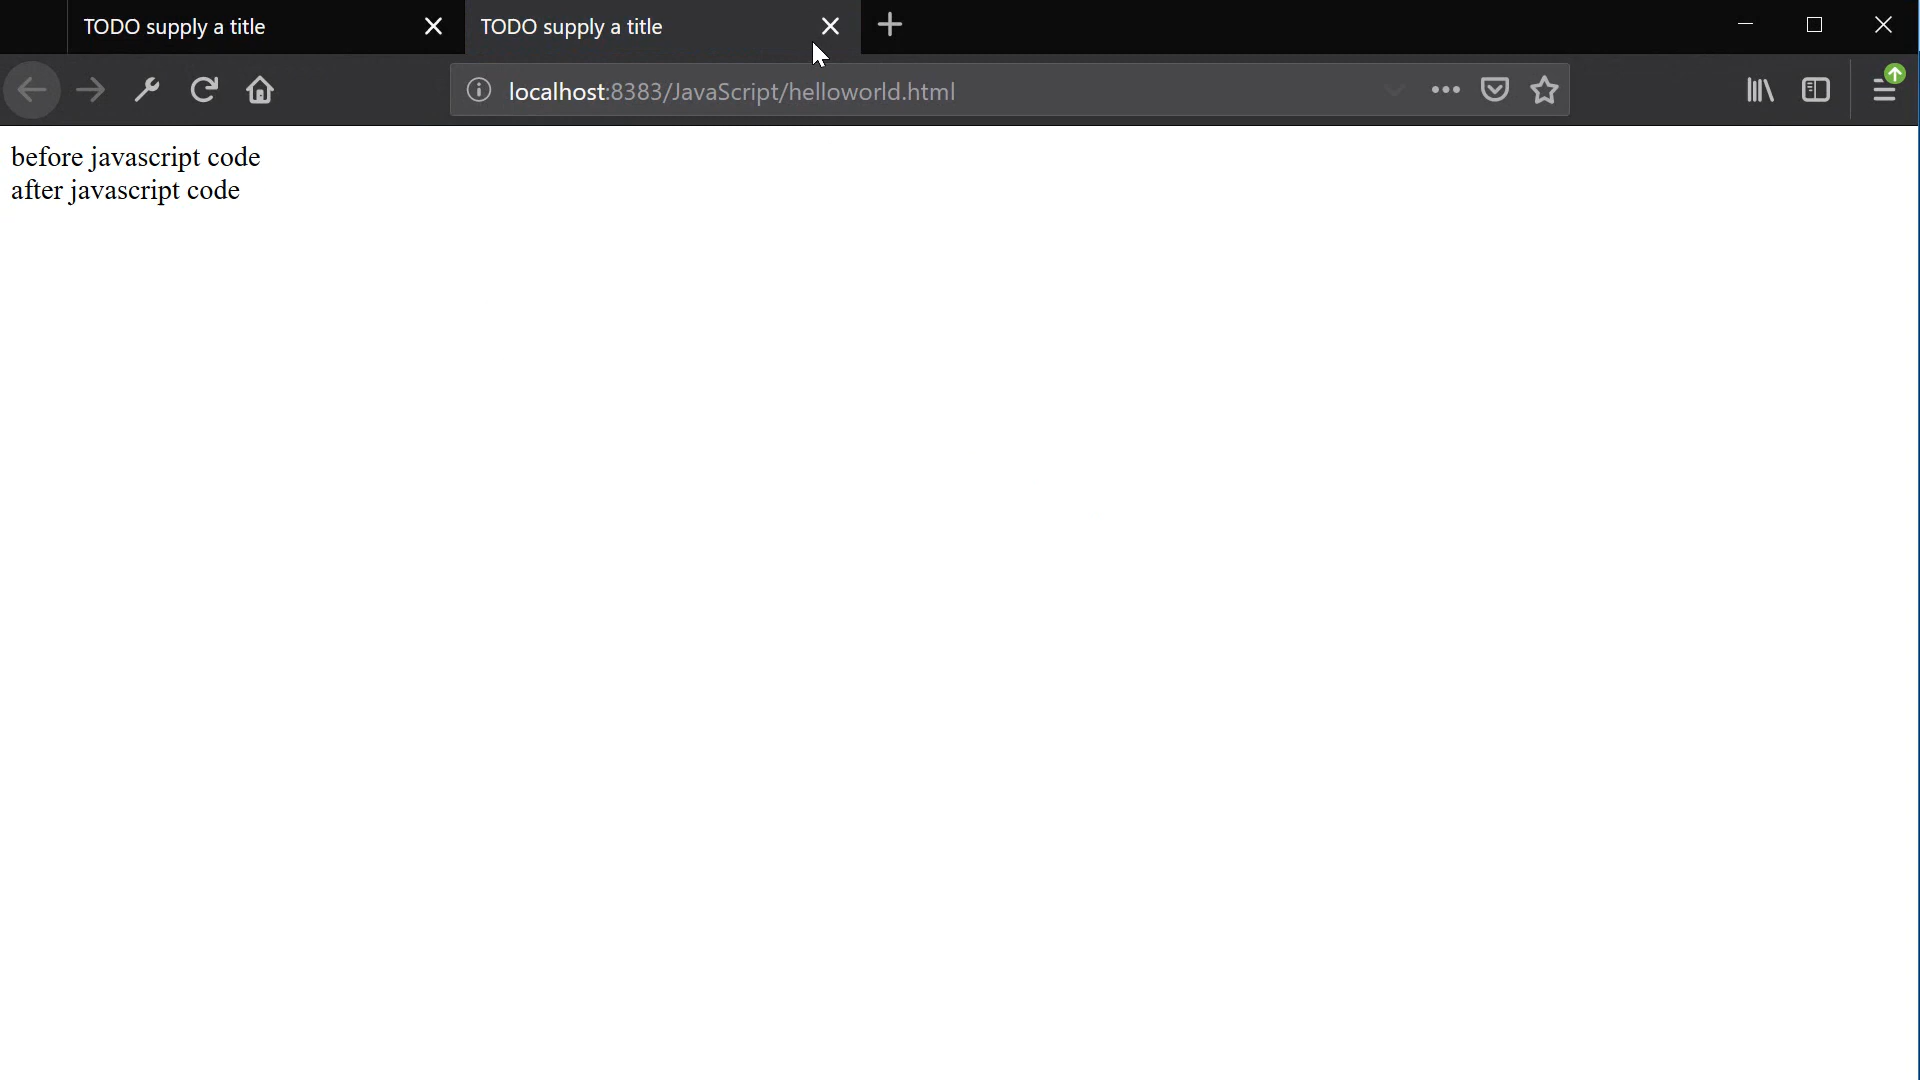 TODO supply a title
TODO supply a title
localhost:8383/JavaScript/helloworld.html
before javascript code
after javascript code